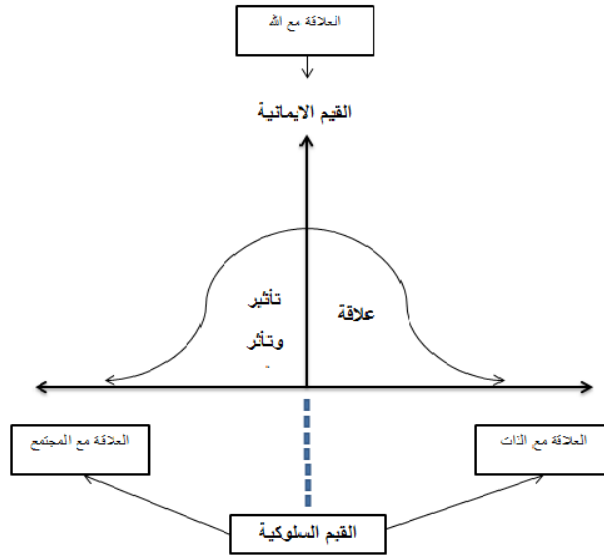 العلاقة مع الله
القيم الايمانية
علاقة
تأثير
وتأثر
العلاقة مع الذات
العلاقة مع المجتمع
القيم السلوكية